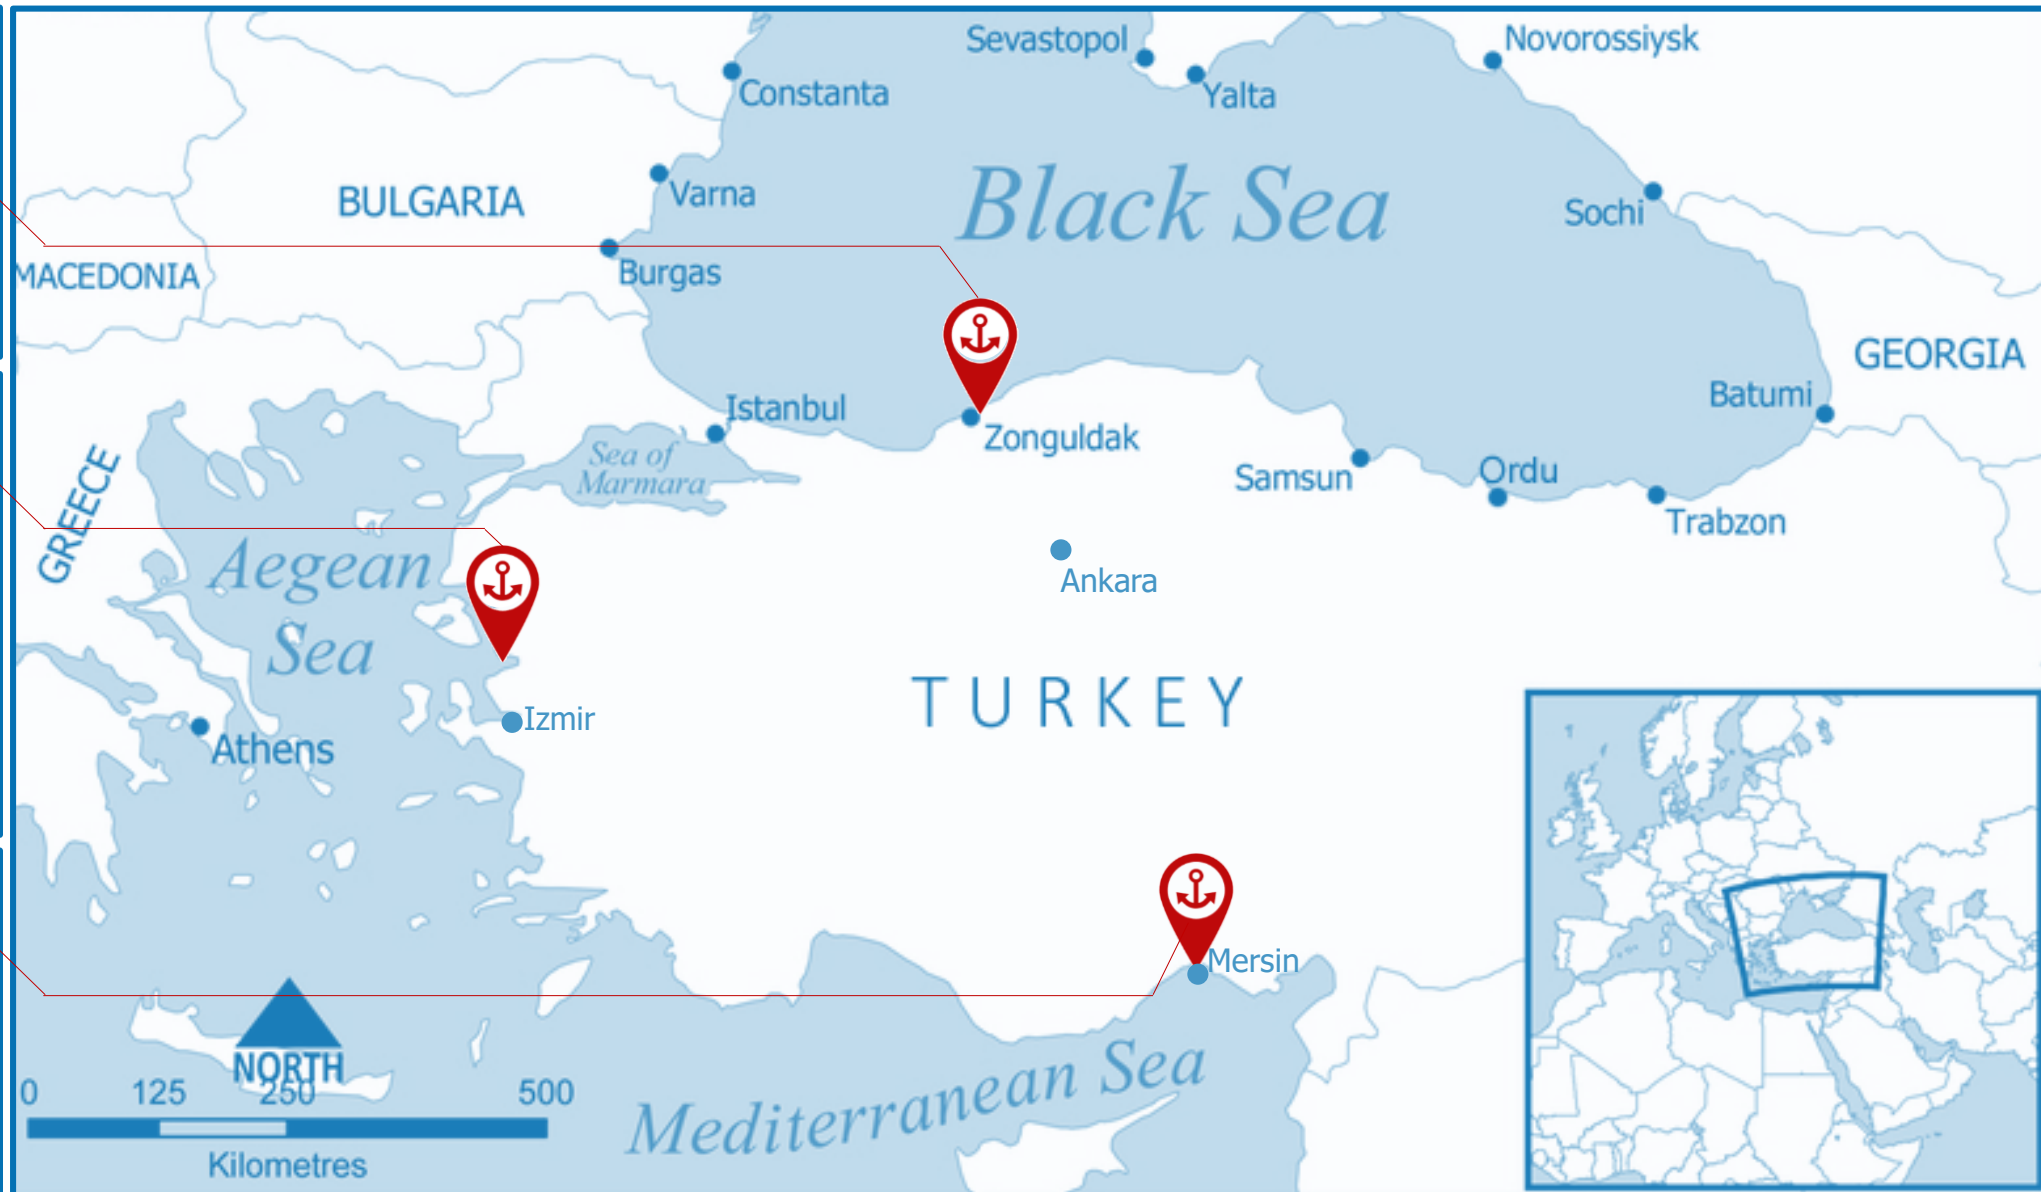 Sevastopol
Novorossiysk
Constanta
Yalta
BULGARIA
Varna
Black Sea
Sochi
MACEDONIA
Burgas
GEORGIA
Batumi
Istanbul
Zonguldak
Sea of
Marmara
Samsun
Ordu
GREECE
Trabzon
Aegean
Sea
Ankara
TURKEY
Izmir
Athens
Mersin
NORTH
0 125 250 500
Kilometres
Mediterranean Sea